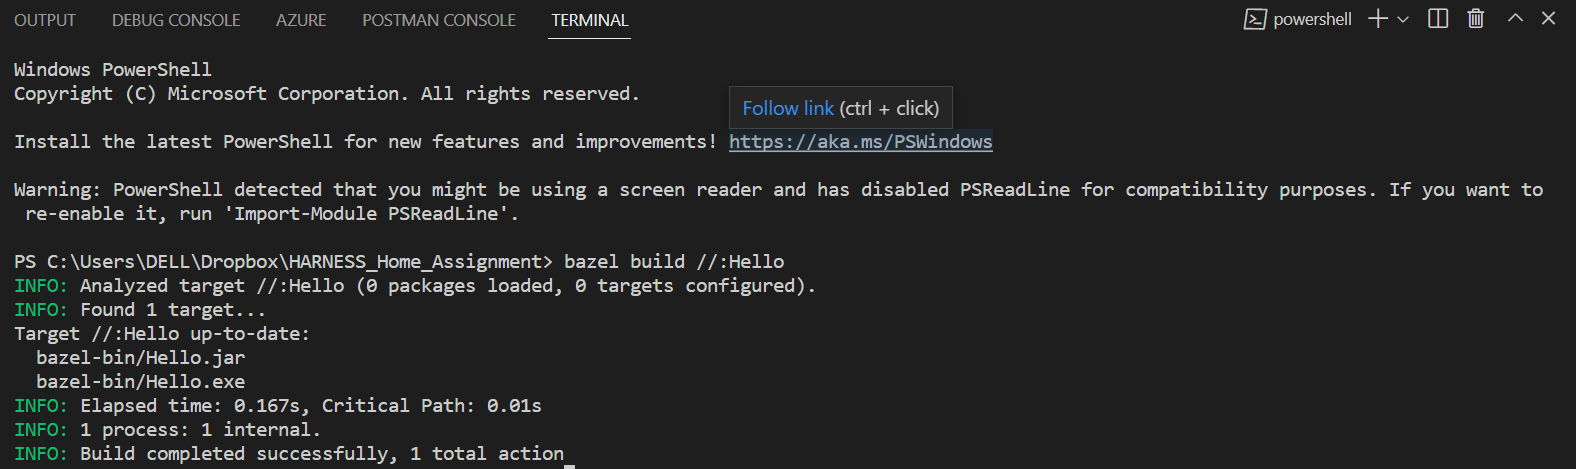 OUTPUT DEBUG CONSOLE AZURE POSTMAN CONSOLE TERMINAL powershell
Windows PowerShell
Copyright (C) Microsoft Corporation. All rights reserved.
Follow link (ctrl + click)
Install the latest PowerShell for new features and improvements! https://aka.ms/PSWindows
Warning: PowerShell detected that you might be using a screen reader and has disabled PSReadLine for compatibility purposes. If you want to
re-enable it, run 'Import-Module PSReadLine'.
PS C:\Users\DELL\Dropbox\HARNESS_Home_Assignment> bazel build //:Hello
INFO: Analyzed target //:Hello (0 packages loaded, 0 targets configured).
INFO: Found 1 target...
Target //:Hello up-to-date:
bazel-bin/Hello.jar
bazel-bin/Hello.exe
INFO: Elapsed time: 0.167s, Critical Path: 0.01s
INFO: 1 process: 1 internal.
INFO: Build completed successfully, 1 total action